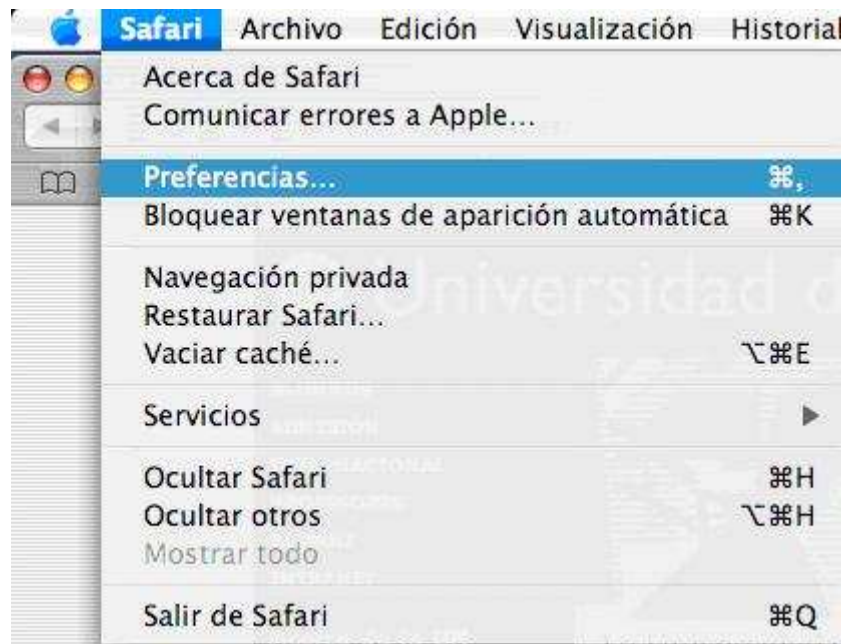 Safari Archivo Edición Visualización Historial
Acerca de Safari
Comunicar errores a Apple...
Preferencias... ⌘,
Bloquear ventanas de aparición automática ⌘K
Universidad d
Navegación privada
Restaurar Safari...
Vaciar caché... ⌥⌘E
Servicios
Ocultar Safari ⌘H
Ocultar otros ⌥⌘H
Mostrar todo
Salir de Safari ⌘Q